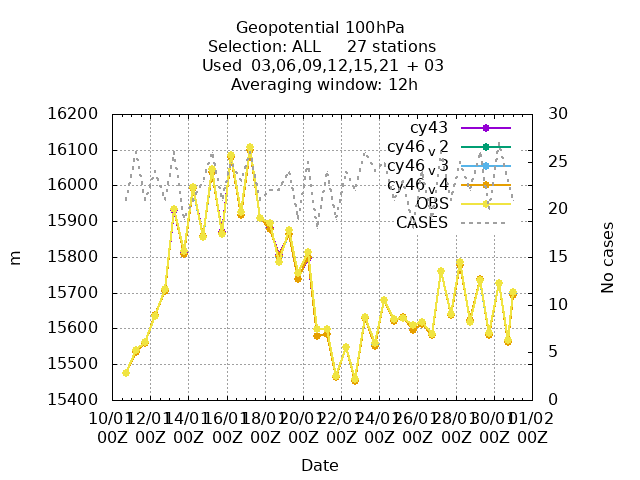 Geopotential 100hPa
Selection: ALL 27 stations
Used 03,06,09,12,15,21 + 03
Averaging window: 12h
16200
16100
16000
15900
15800
15700
15600
15500
15400
m
30
25
20
15
10
5
0
No cases
cy43
cy46_v_2
cy46_v_3
cy46_v_4
OBS
CASES
10/01 12/01 14/01 16/01 18/01 20/01 22/01 24/01 26/01 28/01 30/01 01/02
00Z 00Z 00Z 00Z 00Z 00Z 00Z 00Z 00Z 00Z 00Z 00Z
Date